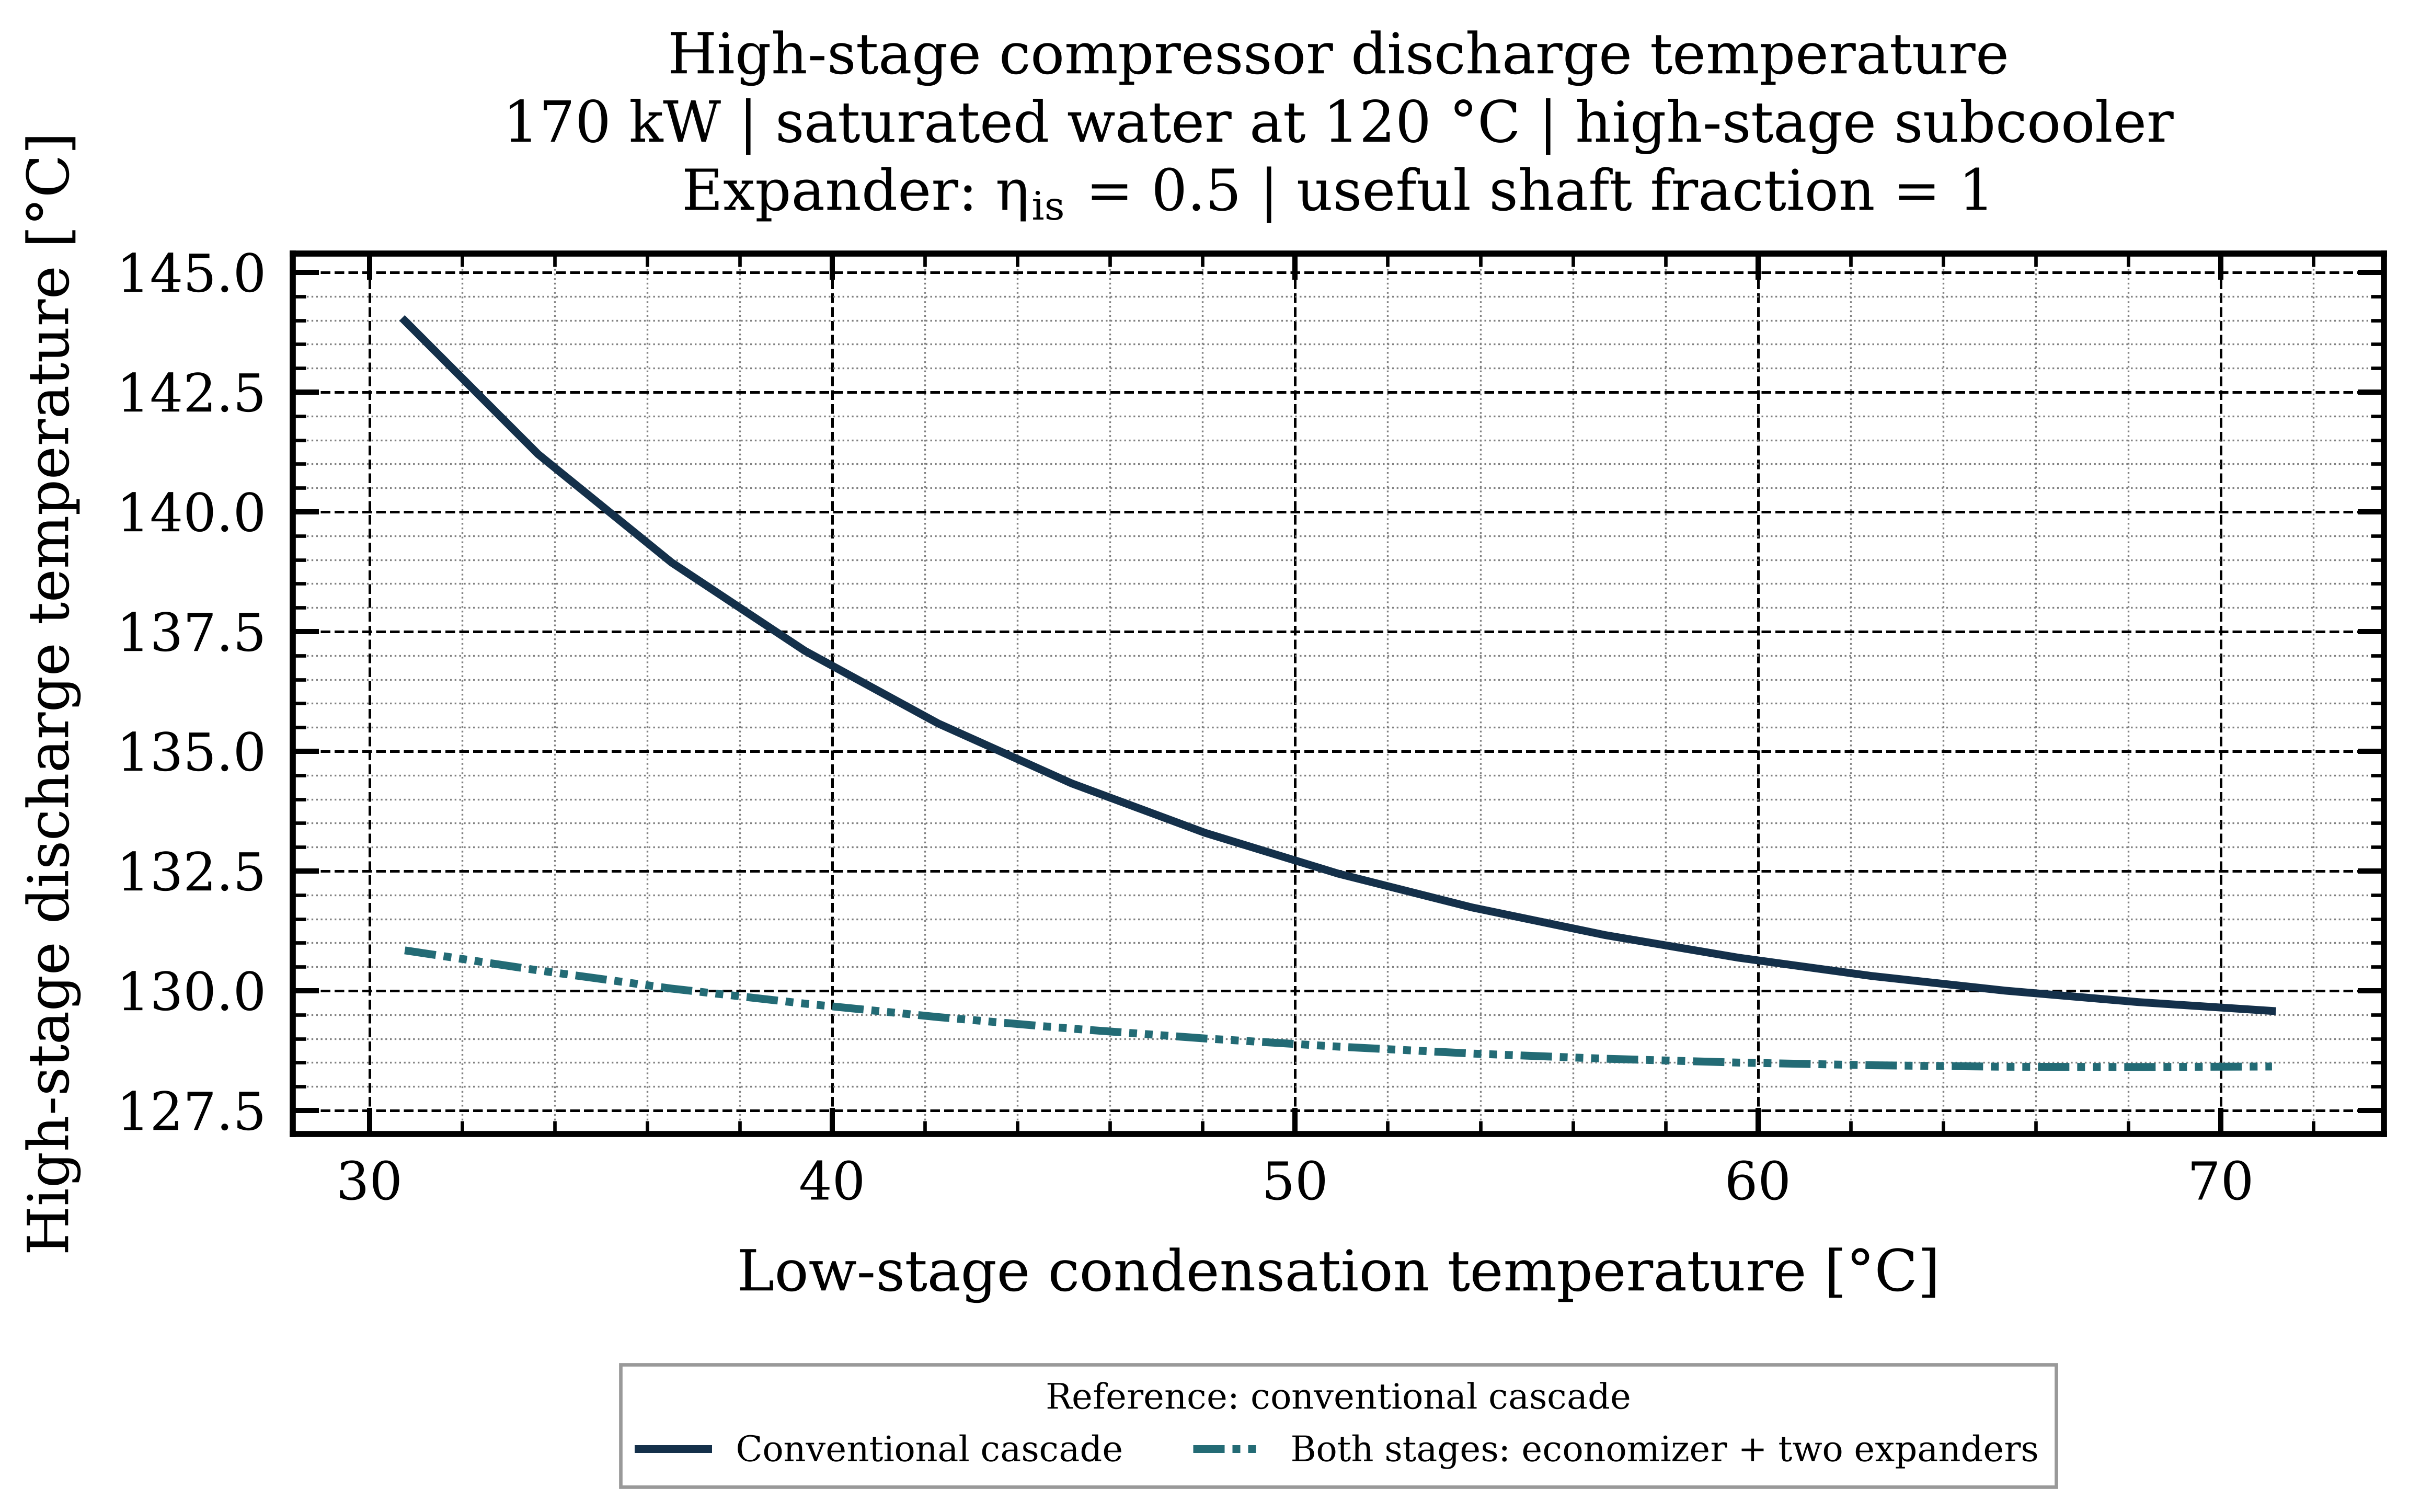 High-stage compressor discharge temperature
170 kW | saturated water at 120 °C | high-stage subcooler
Expander: ηis = 0.5 | useful shaft fraction = 1
High-stage discharge temperature [°C]
145.0
142.5
140.0
137.5
135.0
132.5
130.0
127.5
30 40 50 60 70
Low-stage condensation temperature [°C]
Reference: conventional cascade
Conventional cascade Both stages: economizer + two expanders